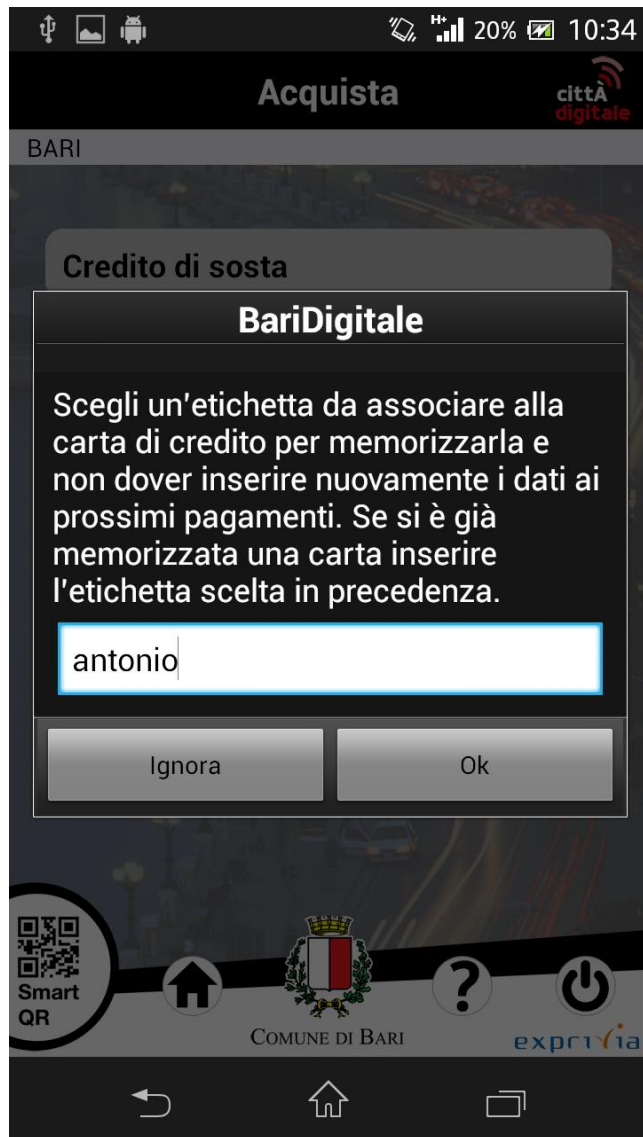 H+ 20% 10:34
Acquista
città
digitale
BARI
Credito di sosta
BariDigitale
Scegli un'etichetta da associare alla
carta di credito per memorizzarla e
non dover inserire nuovamente i dati ai
prossimi pagamenti. Se si è già
memorizzata una carta inserire
l'etichetta scelta in precedenza.
antonio
Ignora
Ok
Smart
QR
?
COMUNE DI BARI
exprivia